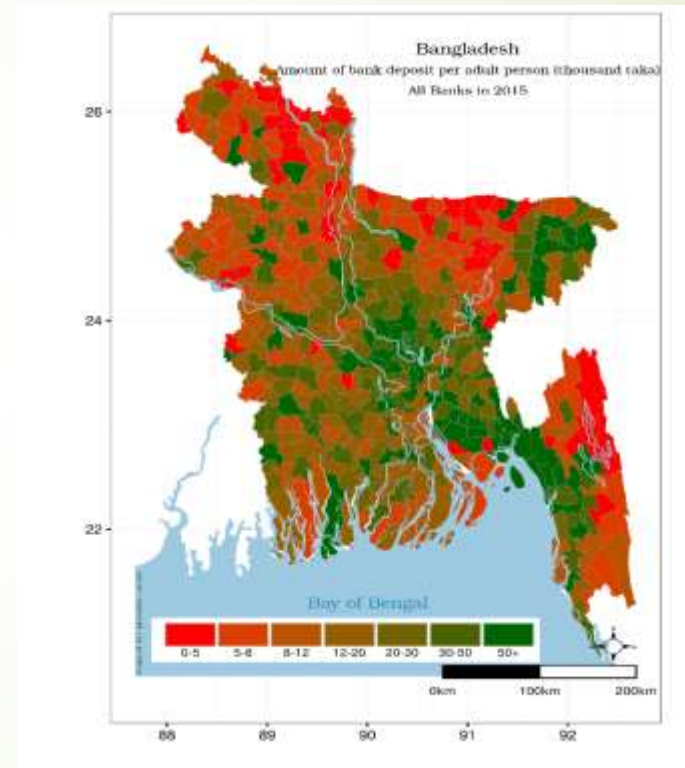 Bangladesh
Amount of bank deposit per adult person (thousand taka)
All Banks in 2015
26
24
22
Bay of Bengal
0-5 5-8 8-12 12-20 20-30 30-50 50+
0km 100km 200km
88 89 90 91 92